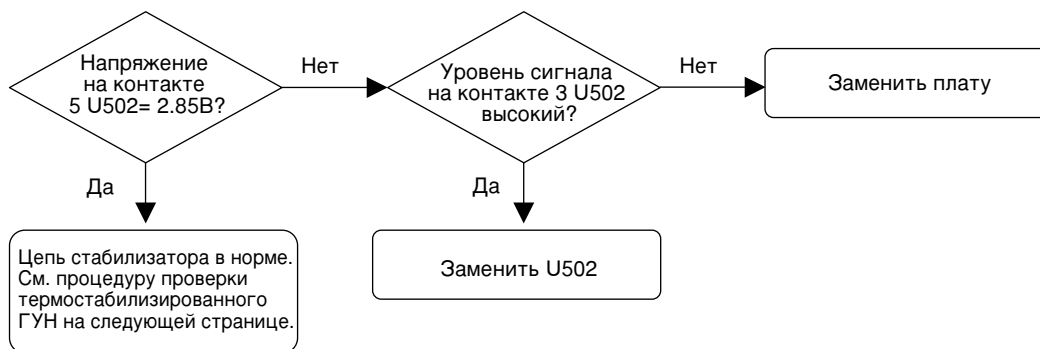 Напряжение
на контакте
5 U502= 2.85В?
Нет
Уровень сигнала
на контакте 3 U502
высокий?
Нет
Заменить плату
Да
Да
Цепь стабилизатора в норме.
См. процедуру проверки
термостабилизированного
ГУН на следующей странице.
Заменить U502